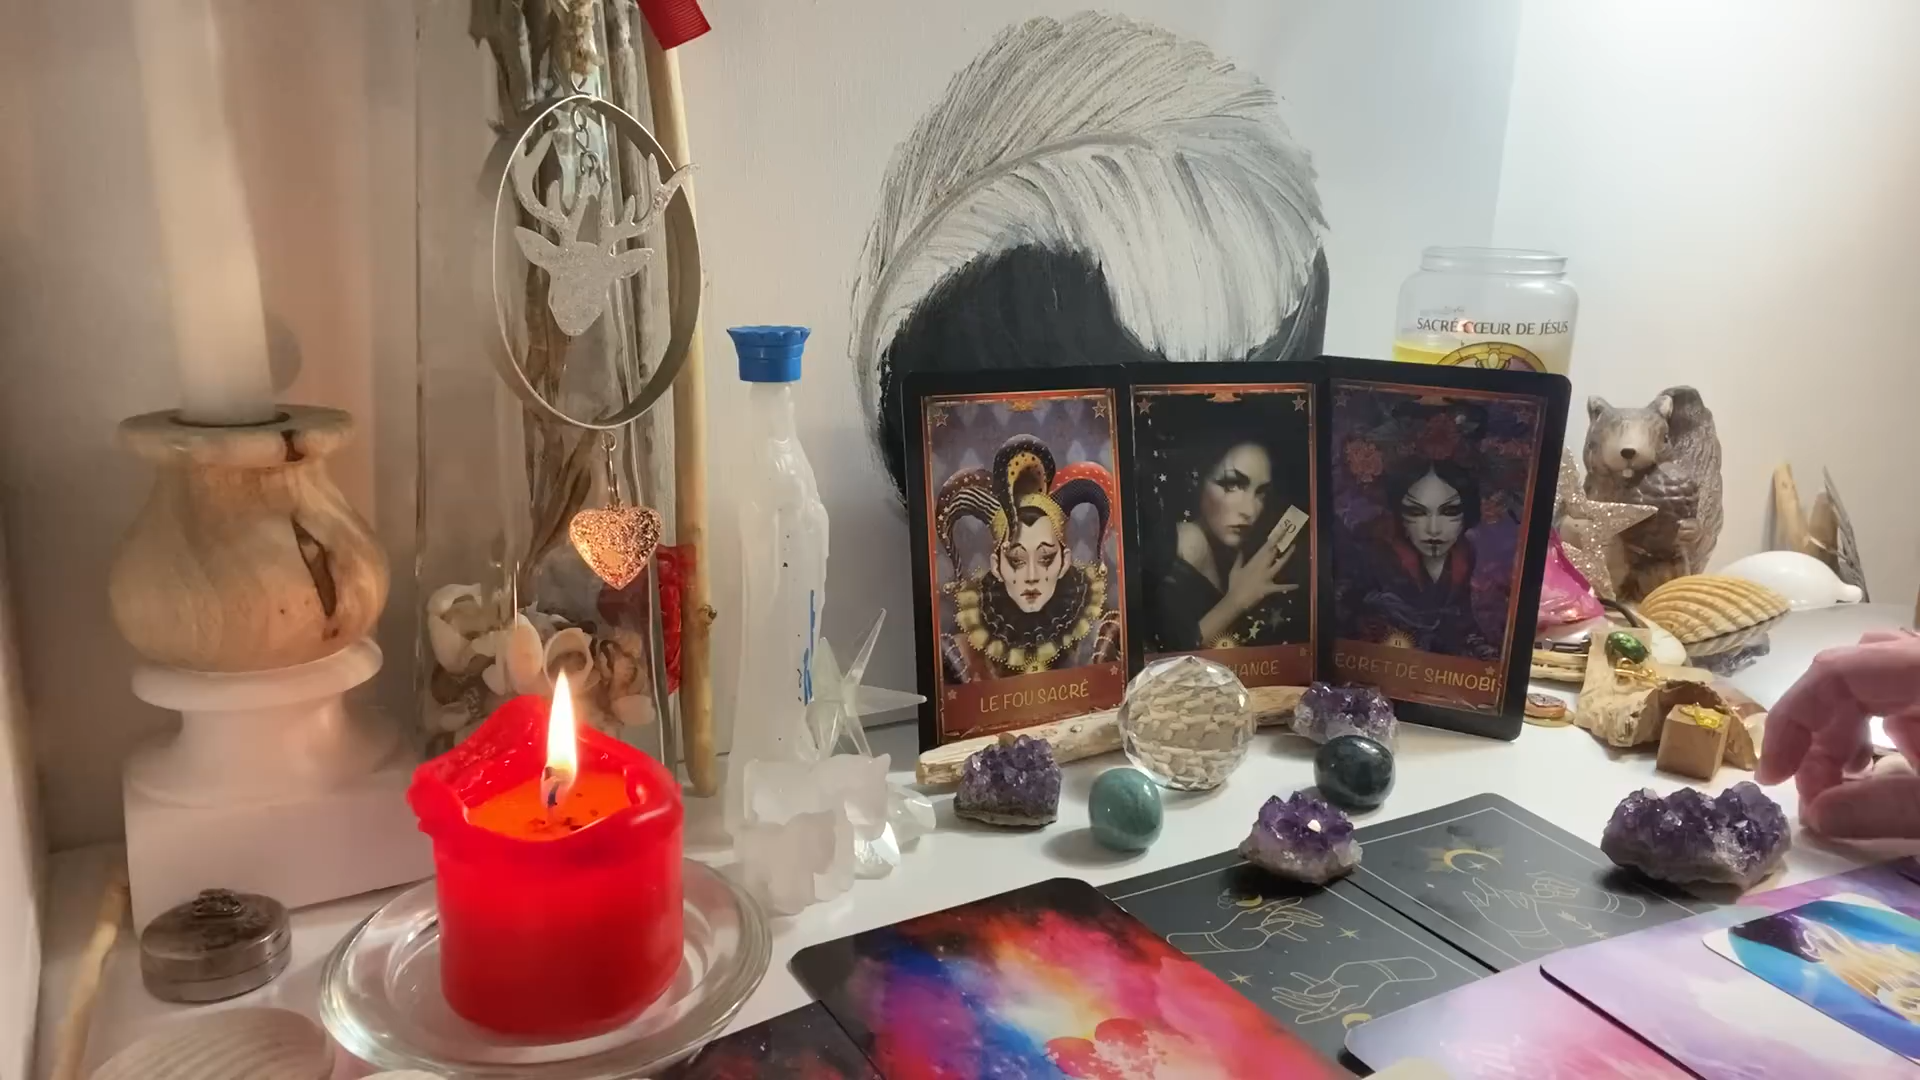 SACRÉ CŒUR DE JÉSUS
LE FOU SACRÉ
HANCE
ECRET DE SHINOBI